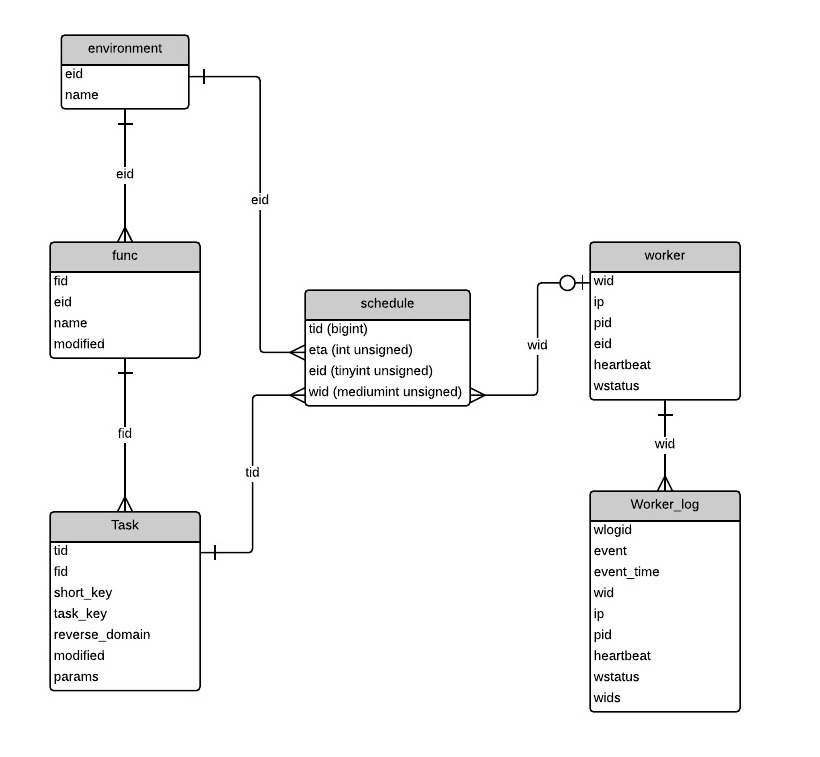 environment
eid
name
eid
eid
func
fid
eid
name
modified
worker
wid
ip
pid
eid
heartbeat
wstatus
schedule
tid (bigint)
eta (int unsigned)
eid (tinyint unsigned)
wid (mediumint unsigned)
wid
fid
tid
wid
Task
tid
fid
short_key
task_key
reverse_domain
modified
params
Worker_log
wlogid
event
event_time
wid
ip
pid
heartbeat
wstatus
wids